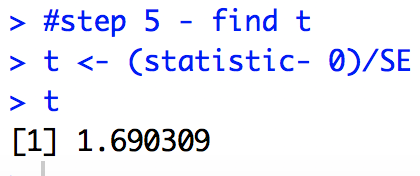 > #step 5 - find t
> t <- (statistic- 0)/SE
> t
[1] 1.690309